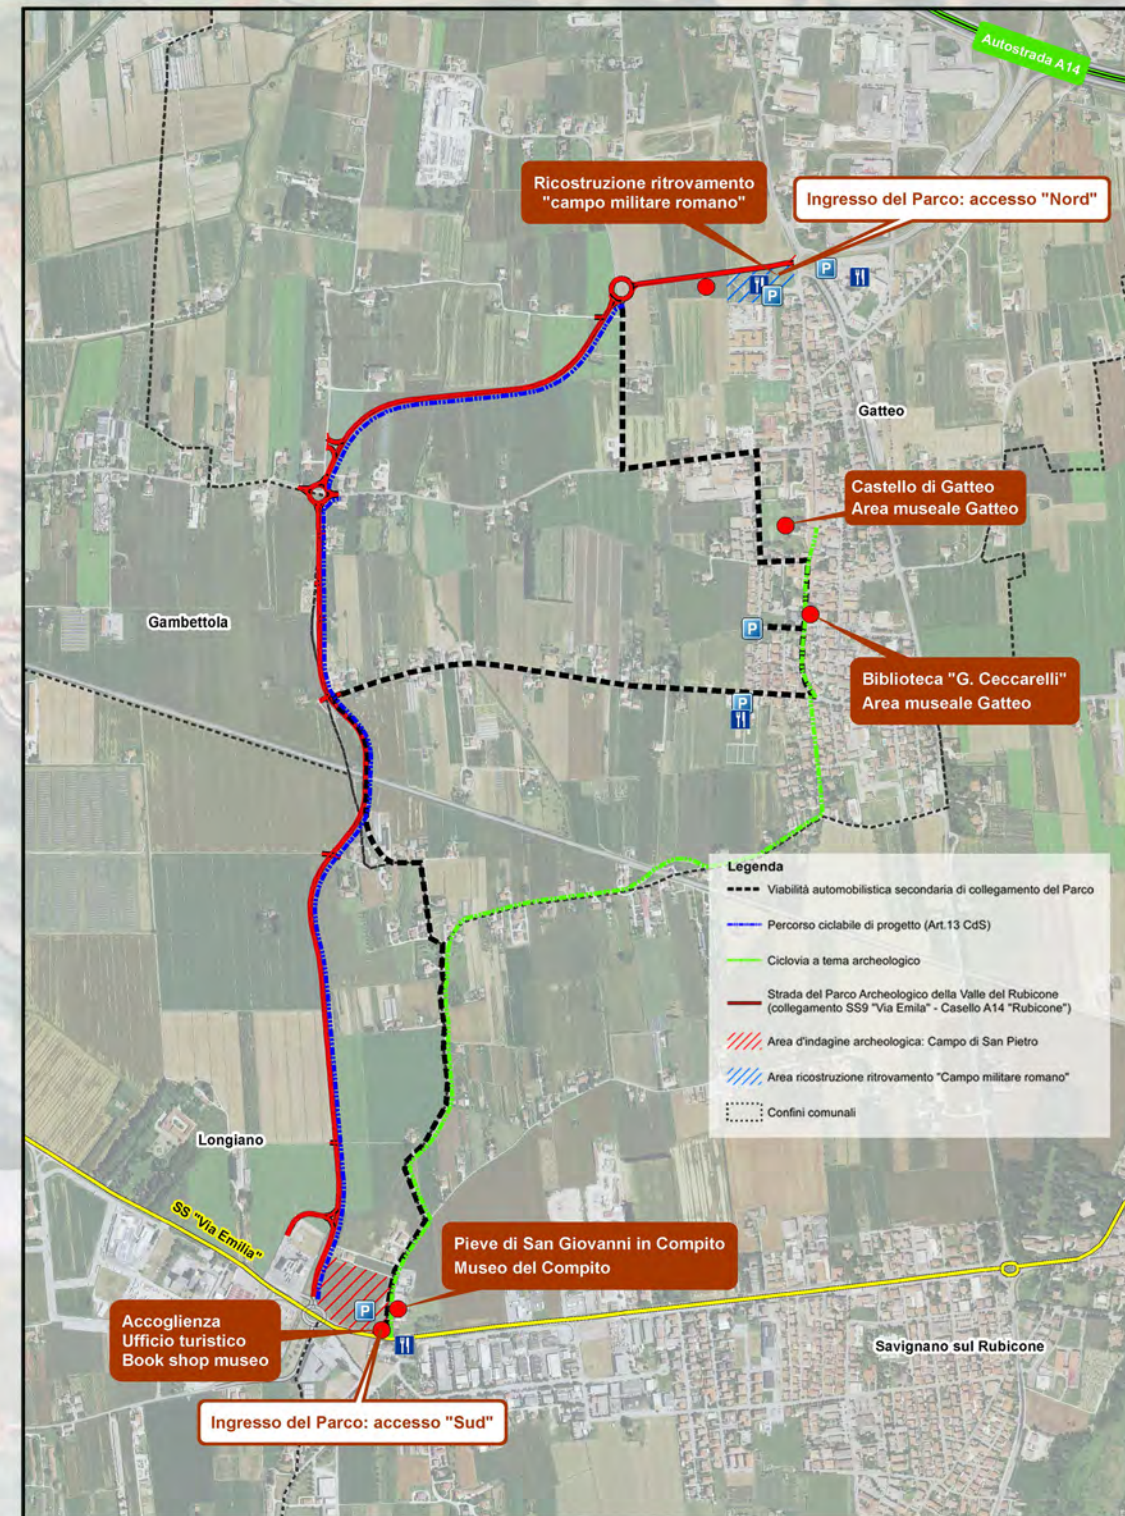 Autostrada A14
Ricostruzione ritrovamento
"campo militare romano"
Ingresso del Parco: accesso "Nord"
P
P
Gatteo
Castello di Gatteo
Area museale Gatteo
Gambettola
P
Biblioteca "G. Ceccarelli"
Area museale Gatteo
P
Legenda
Viabilità automobilistica secondaria di collegamento del Parco
Percorso ciclabile di progetto (Art.13 CdS)
Ciclovia a tema archeologico
Strada del Parco Archeologico della Valle del Rubicone
(collegamento SS9 "Via Emila" - Casello A14 "Rubicone")
Area d'indagine archeologica: Campo di San Pietro
Area ricostruzione ritrovamento "Campo militare romano"
Confini comunali
Longiano
SS "Via Emilia"
Pieve di San Giovanni in Compito
Museo del Compito
P
Accoglienza
Ufficio turistico
Book shop museo
Savignano sul Rubicone
Ingresso del Parco: accesso "Sud"